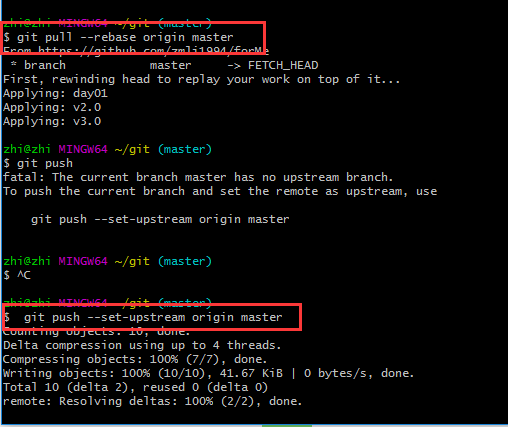 zhi@zhi MINGW64 ~/git (master)
$ git pull --rebase origin master
From https://github.com/zmli1994/forMe
 * branch            master     -> FETCH_HEAD
First, rewinding head to replay your work on top of it...
Applying: day01
Applying: v2.0
Applying: v3.0
zhi@zhi MINGW64 ~/git (master)
$ git push
fatal: The current branch master has no upstream branch.
To push the current branch and set the remote as upstream, use
    git push --set-upstream origin master
zhi@zhi MINGW64 ~/git (master)
$ ^C
zhi@zhi MINGW64 ~/git (master)
$  git push --set-upstream origin master
Counting objects: 10, done.
Delta compression using up to 4 threads.
Compressing objects: 100% (7/7), done.
Writing objects: 100% (10/10), 41.67 KiB | 0 bytes/s, done.
Total 10 (delta 2), reused 0 (delta 0)
remote: Resolving deltas: 100% (2/2), done.